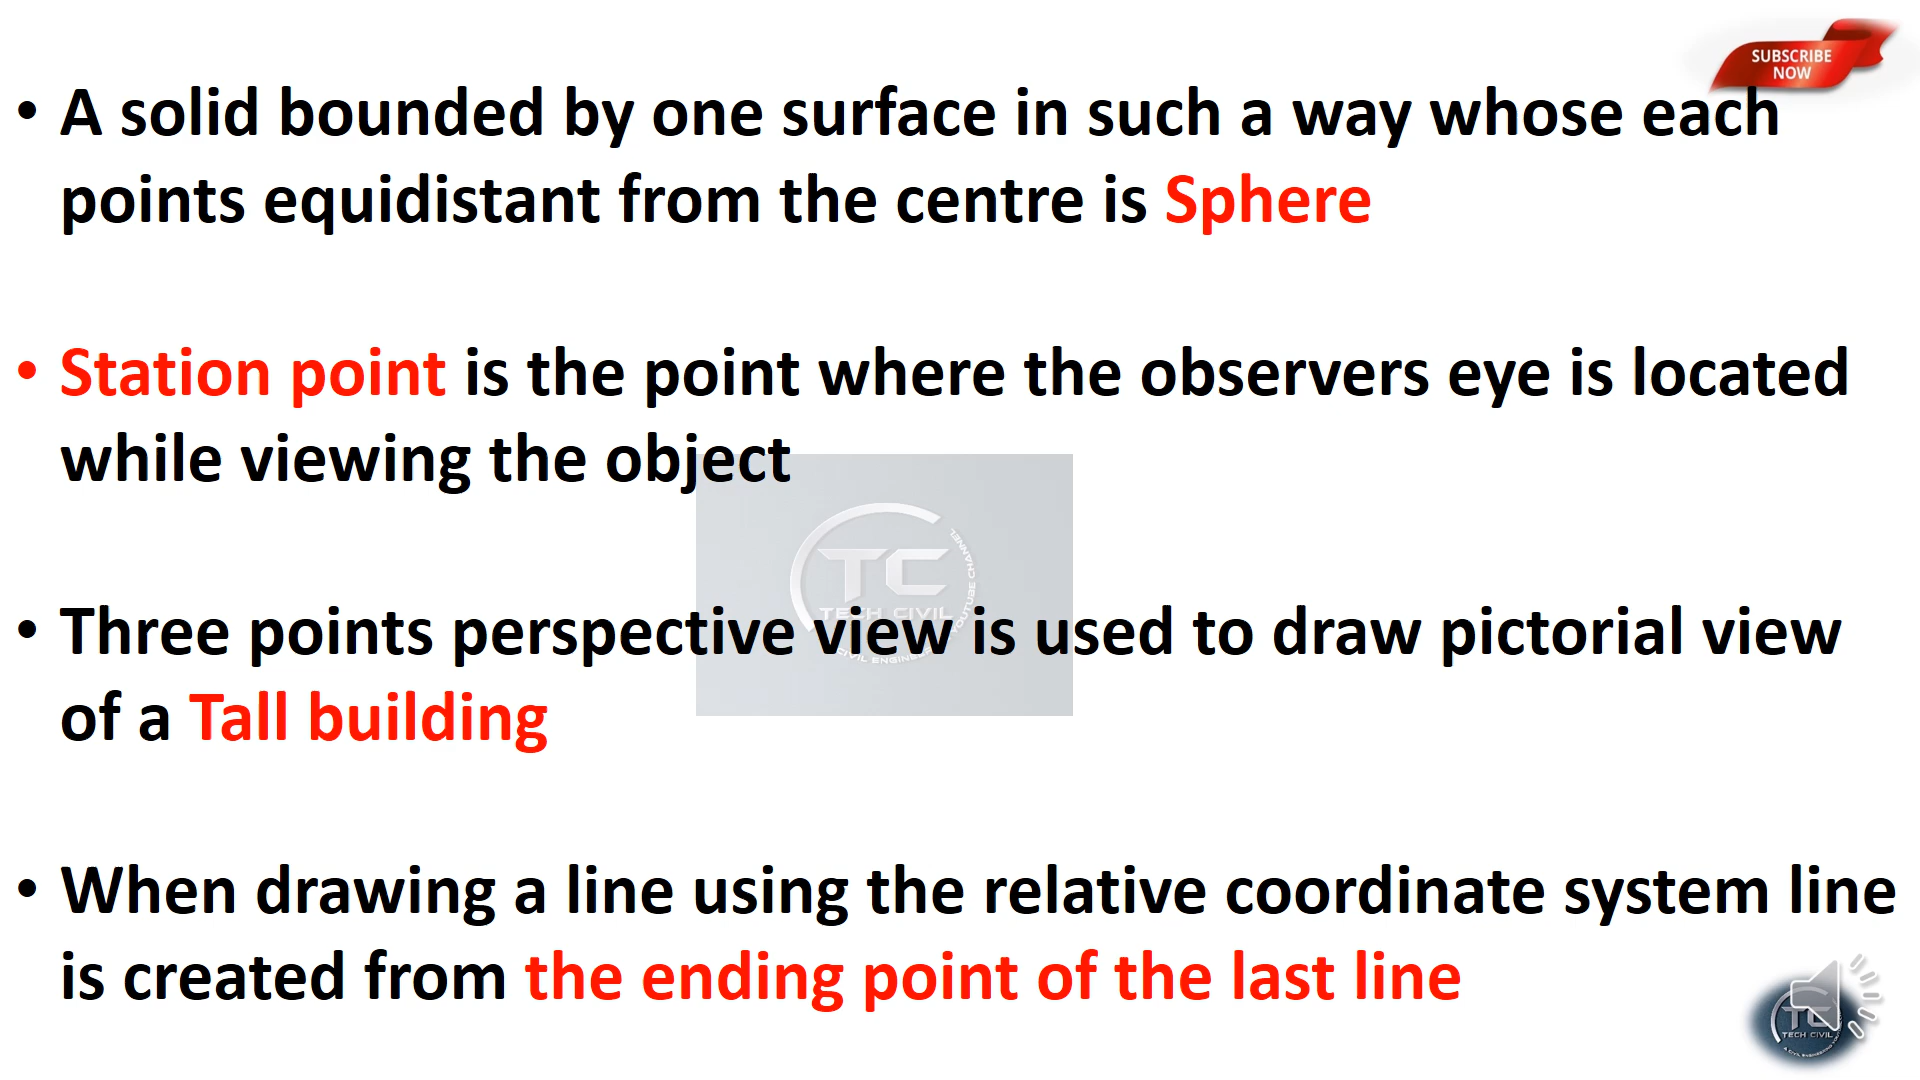 SUBSCRIBE
NOW
• A solid bounded by one surface in such a way whose each
points equidistant from the centre is Sphere
• Station point is the point where the observers eye is located
while viewing the object
TC
TECH CIVIL
YOUTUBE CHANNEL
• Three points perspective view is used to draw pictorial view
of a Tall building
• When drawing a line using the relative coordinate system line
is created from the ending point of the last line
TC
TECH CIVIL